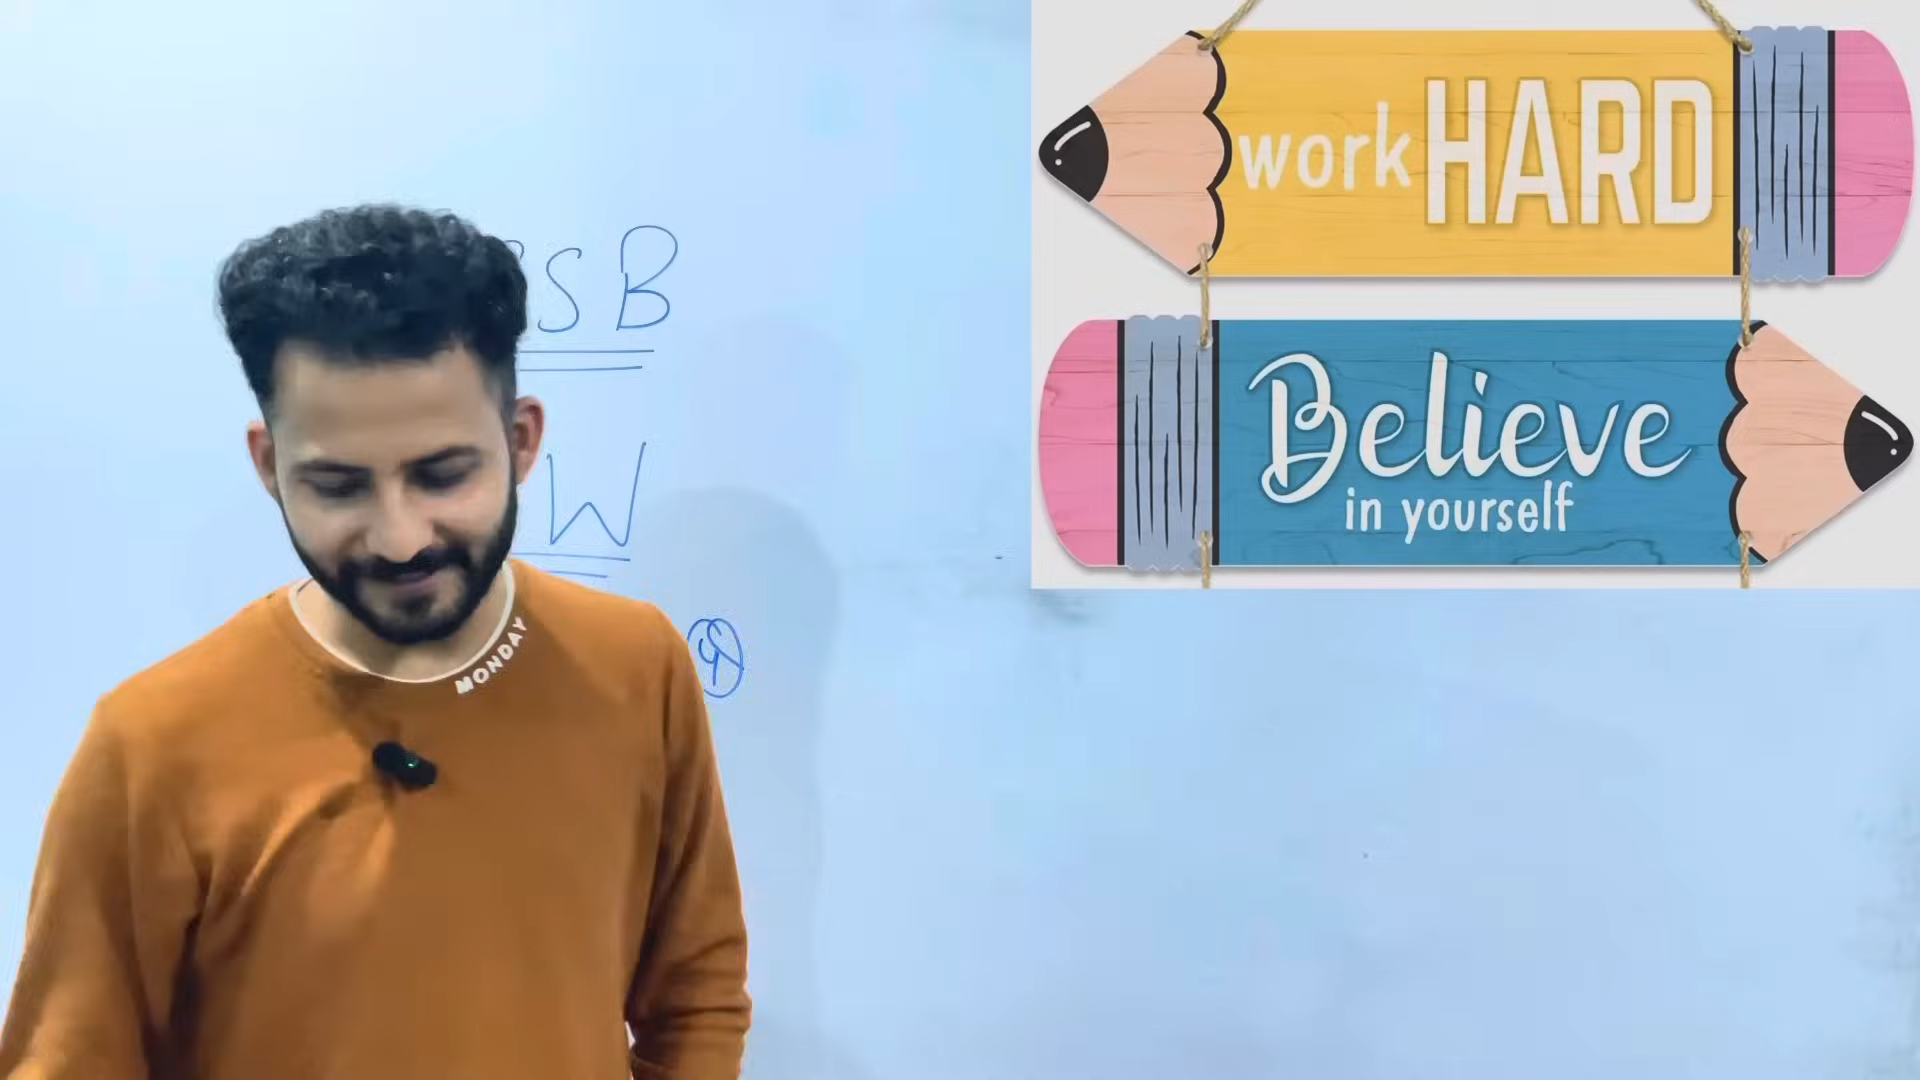 work HARD
Believe
in yourself
SB
W
MONDAY